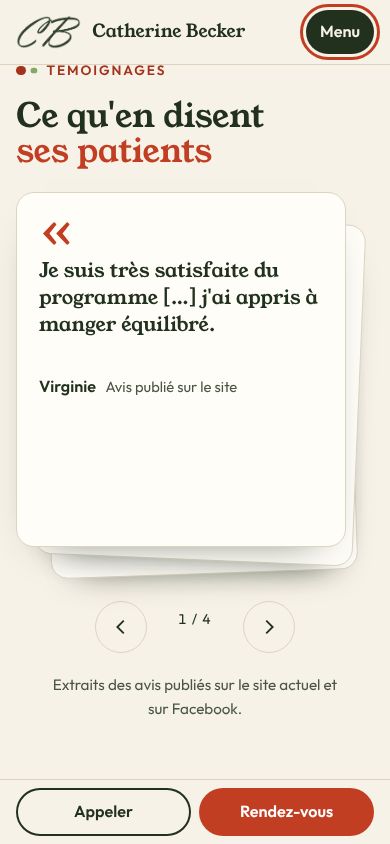 CB Catherine Becker
Menu
TEMOIGNAGES
Ce qu'en disent
ses patients
«
Je suis très satisfaite du
programme [...] j'ai appris à
manger équilibré.
Virginie Avis publié sur le site
1 / 4
Extraits des avis publiés sur le site actuel et
sur Facebook.
Appeler
Rendez-vous